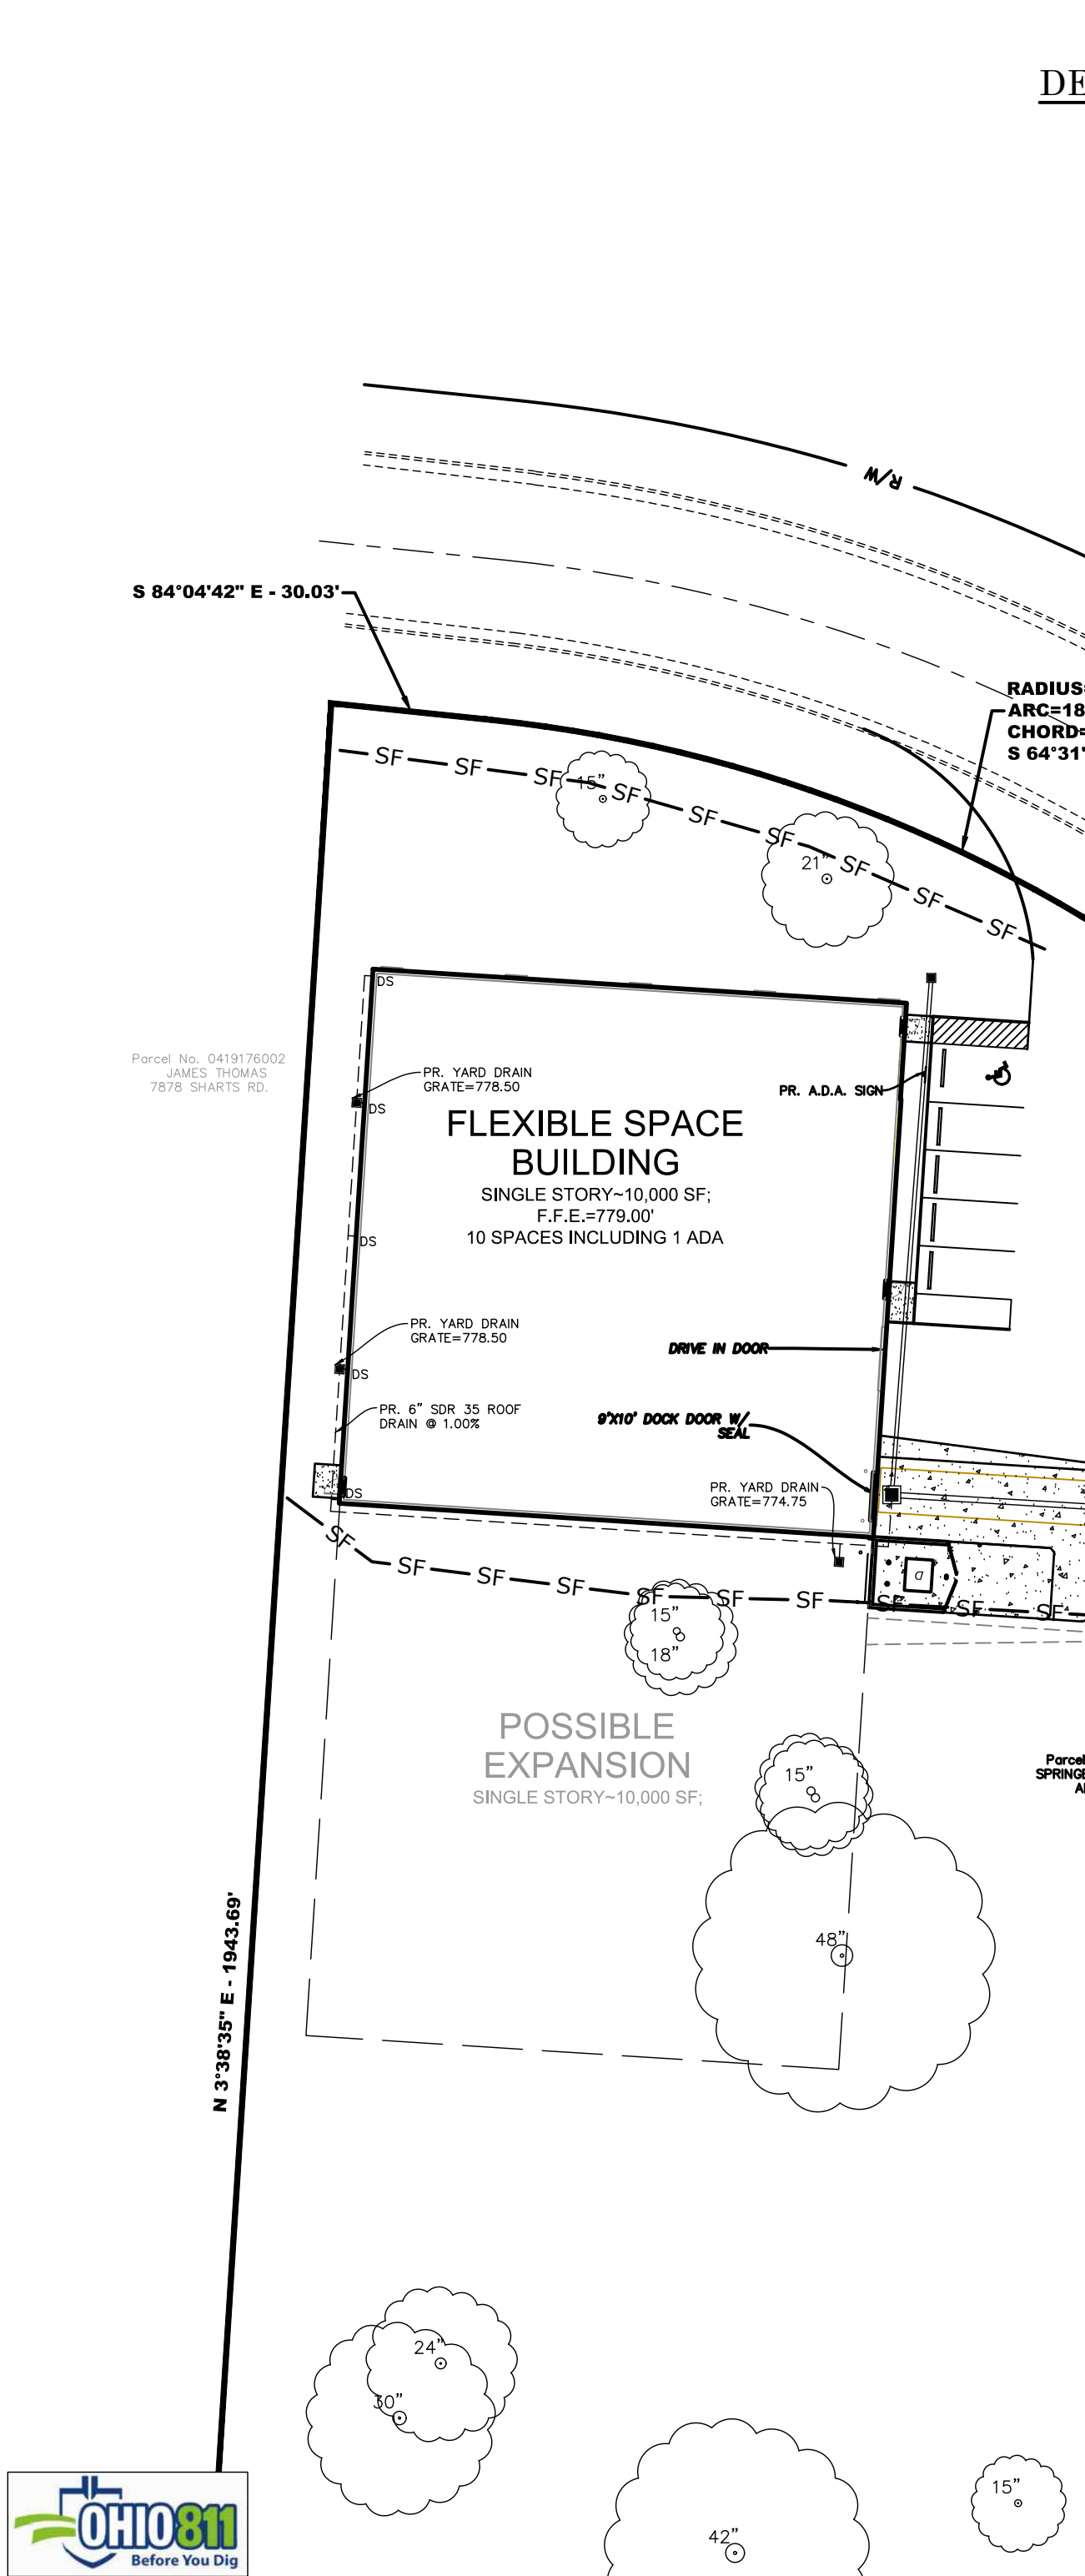 DE
R/W
S 84°04'42" E - 30.03'
RADIUS=
ARC=18
CHORD=
S 64°31'
SF SF SF SF SF SF SF SF SF
15"
21"
DS
Parcel No. 0419176002
JAMES THOMAS
7878 SHARTS RD.
PR. YARD DRAIN
GRATE=778.50
DS
PR. A.D.A. SIGN
FLEXIBLE SPACE
BUILDING
SINGLE STORY~10,000 SF;
F.F.E.=779.00'
10 SPACES INCLUDING 1 ADA
DS
PR. YARD DRAIN
GRATE=778.50
DS
DRIVE IN DOOR
PR. 6" SDR 35 ROOF
DRAIN @ 1.00%
9'X10' DOCK DOOR W/
SEAL
PR. YARD DRAIN
GRATE=774.75
DS
D
SF SF SF SF SF SF SF SF SF SF
15"
18"
POSSIBLE
EXPANSION
SINGLE STORY~10,000 SF;
Parcel
SPRINGB
15"
48"
N 3°38'35" E - 1943.69'
24"
30"
15"
42"
OHIO811
Before You Dig